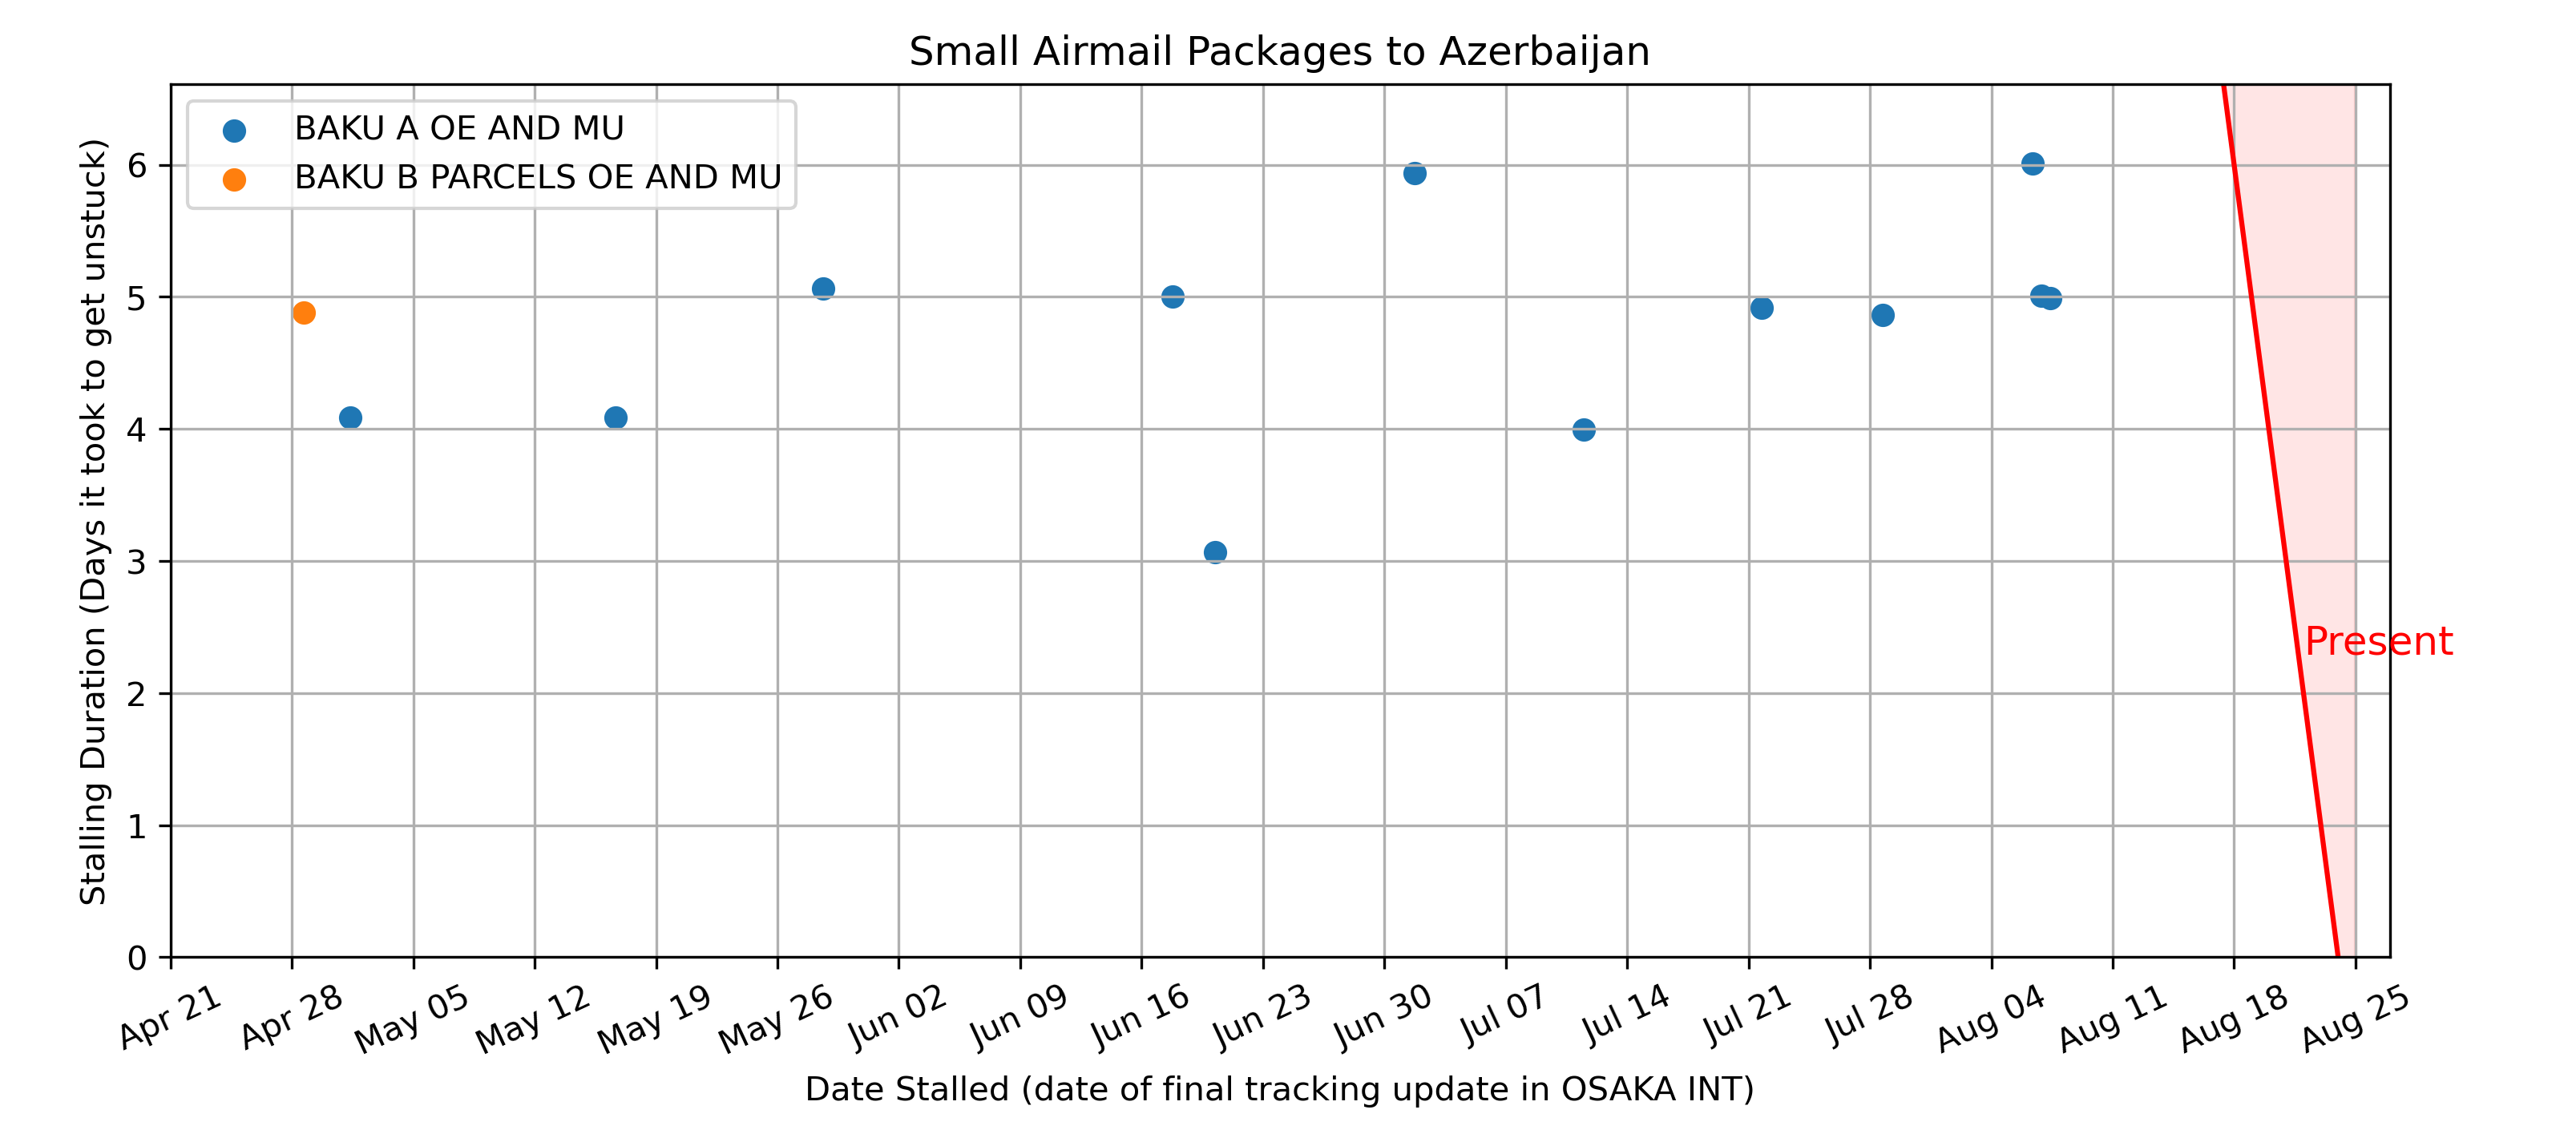 Small Airmail Packages to Azerbaijan
BAKU A OE AND MU
BAKU B PARCELS OE AND MU
Stalling Duration (Days it took to get unstuck)
6
5
4
3
2
1
0
Present
Apr 21
Apr 28
May 05
May 12
May 19
May 26
Jun 02
Jun 09
Jun 16
Jun 23
Jun 30
Jul 07
Jul 14
Jul 21
Jul 28
Aug 04
Aug 11
Aug 18
Aug 25
Date Stalled (date of final tracking update in OSAKA INT)